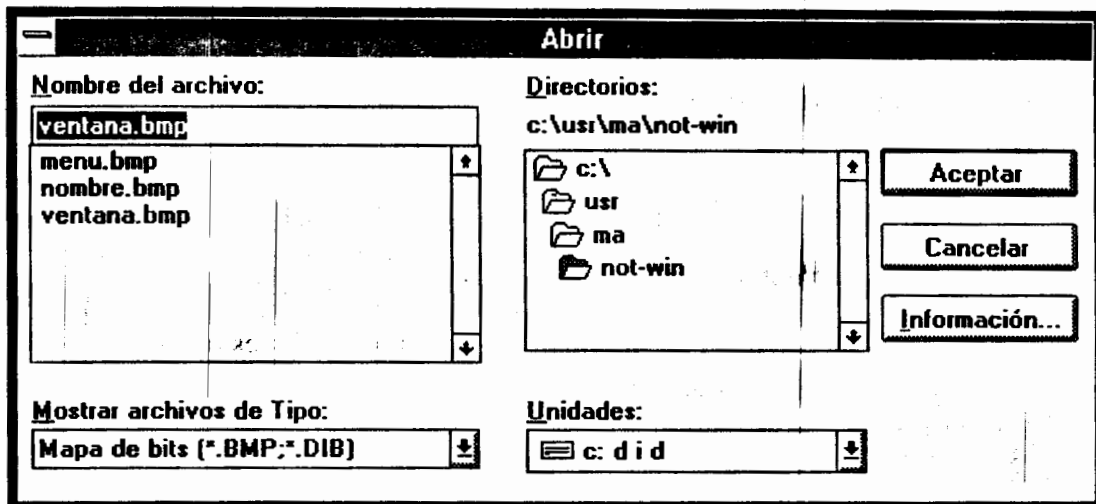 Abrir
Nombre del archivo:
ventana.bmp
menu.bmp
nombre.bmp
ventana.bmp
Mostrar archivos de Tipo:
Mapa de bits (*.BMP;*.DIB)
Directorios:
c:\usr\ma\not-win
c:\
usr
ma
not-win
Unidades:
c: d i d
Aceptar
Cancelar
Información...